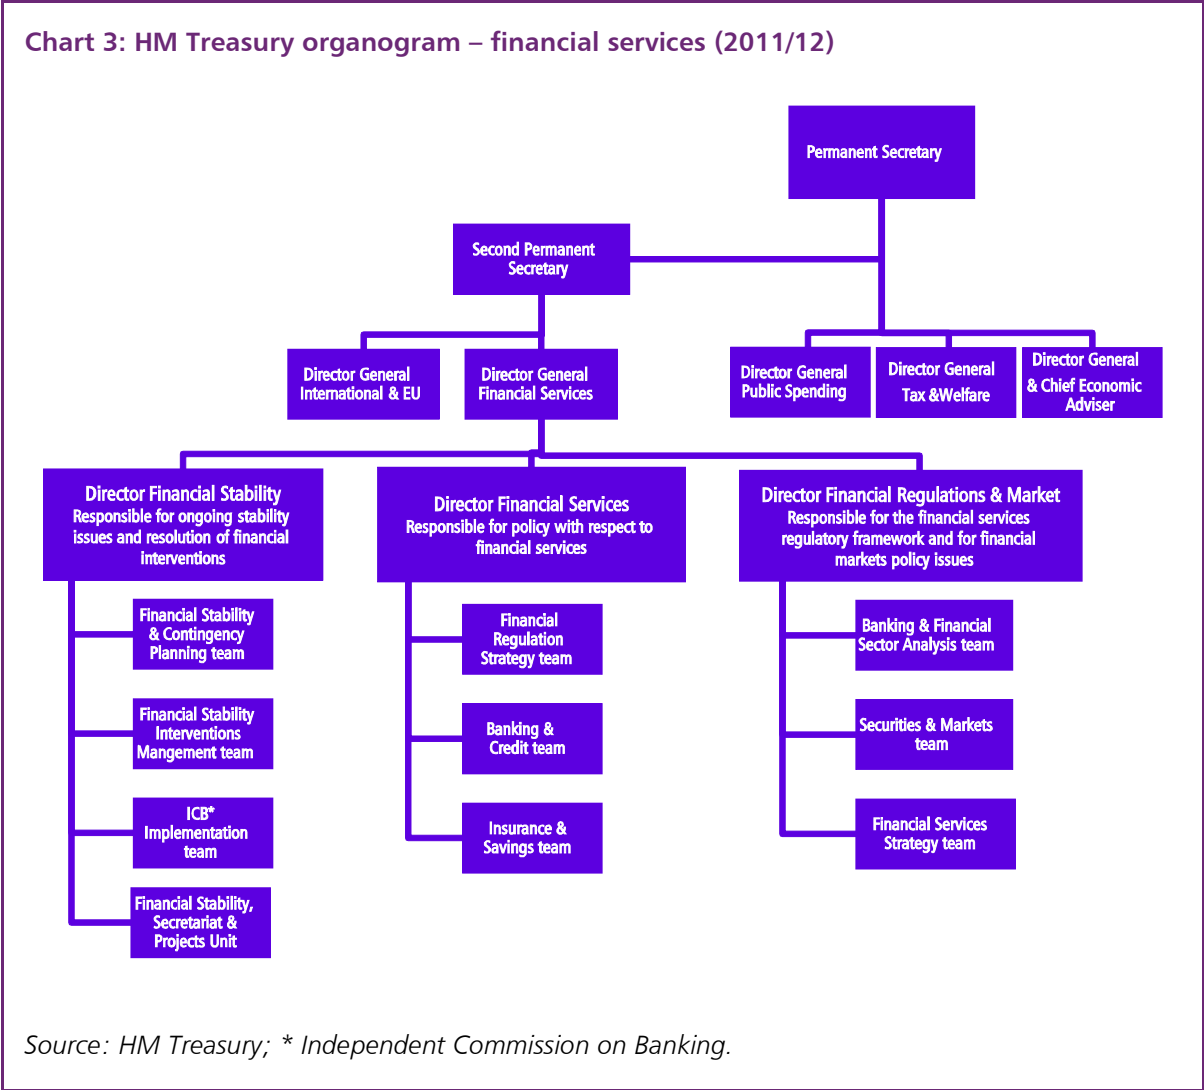 Chart 3: HM Treasury organogram – financial services (2011/12)
Permanent Secretary
Second Permanent
Secretary
Director General
International & EU
Director General
Financial Services
Director General
Public Spending
Director General
Tax &Welfare
Director General
& Chief Economic
Adviser
Director Financial Stability
Responsible for ongoing stability
issues and resolution of financial
interventions
Director Financial Services
Responsible for policy with respect to
financial services
Director Financial Regulations & Market
Responsible for the financial services
regulatory framework and for financial
markets policy issues
Financial Stability
& Contingency
Planning team
Financial Stability
Interventions
Mangement team
ICB*
Implementation
team
Financial Stability,
Secretariat &
Projects Unit
Financial
Regulation
Strategy team
Banking &
Credit team
Insurance &
Savings team
Banking & Financial
Sector Analysis team
Securities & Markets
team
Financial Services
Strategy team
Source: HM Treasury; * Independent Commission on Banking.